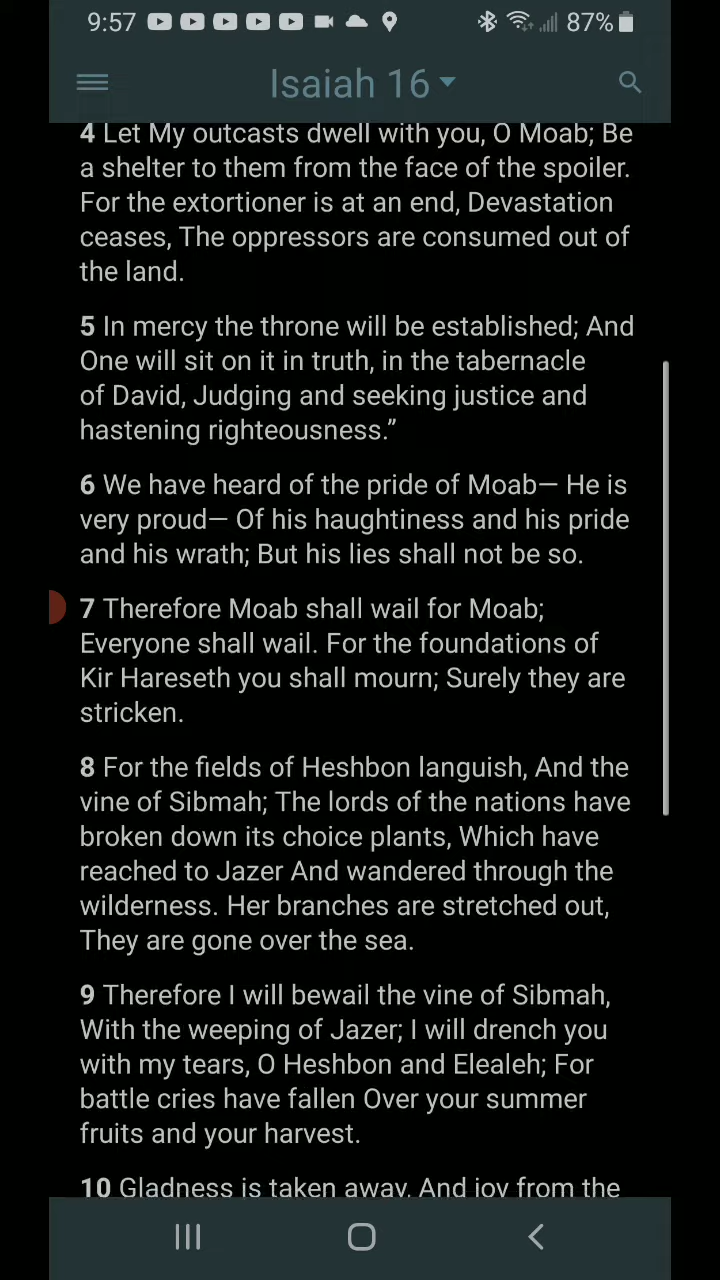 9:57
87%
Isaiah 16
4 Let My outcasts dwell with you, O Moab; Be
a shelter to them from the face of the spoiler.
For the extortioner is at an end, Devastation
ceases, The oppressors are consumed out of
the land.
5 In mercy the throne will be established; And
One will sit on it in truth, in the tabernacle
of David, Judging and seeking justice and
hastening righteousness.”
6 We have heard of the pride of Moab— He is
very proud— Of his haughtiness and his pride
and his wrath; But his lies shall not be so.
7 Therefore Moab shall wail for Moab;
Everyone shall wail. For the foundations of
Kir Hareseth you shall mourn; Surely they are
stricken.
8 For the fields of Heshbon languish, And the
vine of Sibmah; The lords of the nations have
broken down its choice plants, Which have
reached to Jazer And wandered through the
wilderness. Her branches are stretched out,
They are gone over the sea.
9 Therefore I will bewail the vine of Sibmah,
With the weeping of Jazer; I will drench you
with my tears, O Heshbon and Elealeh; For
battle cries have fallen Over your summer
fruits and your harvest.
10 Gladness is taken away, And joy from the